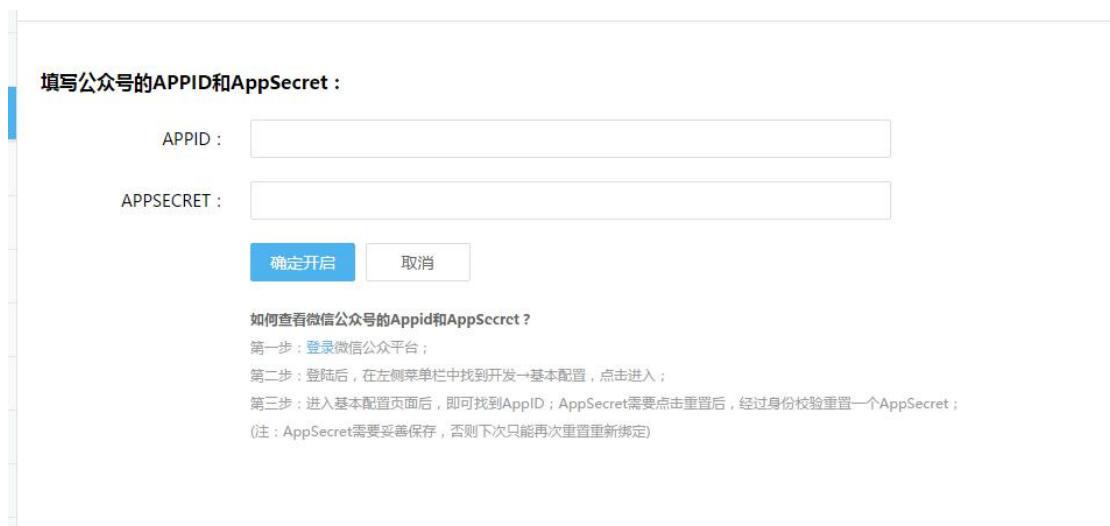 填写公众号的APPID和AppSecret：
APPID：
APPSECRET：
确定开启 取消
如何查看微信公众号的Appid和AppSecret？
第一步：登录微信公众平台；
第二步：登陆后，在左侧菜单栏中找到开发→基本配置，点击进入；
第三步：进入基本配置页面后，即可找到AppID；AppSecret需要点击重置后，经过身份校验重置一个AppSecret；
(注：AppSecret需要妥善保存，否则下次只能再次重置重新绑定)